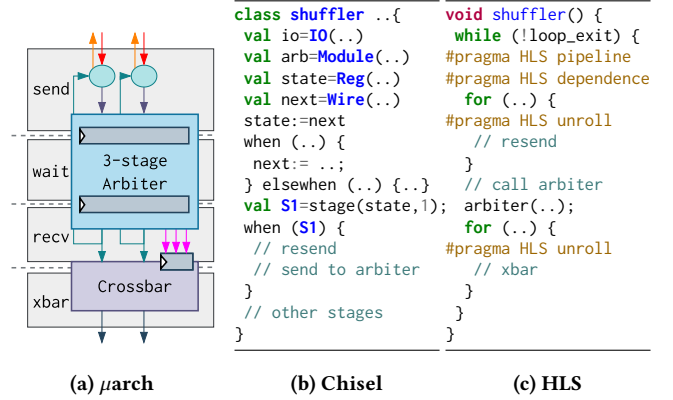 send
wait
recv
xbar
3-stage
Arbiter
Crossbar
(a) μarch
class shuffler ..{
val io=IO(..)
val arb=Module(..)
val state=Reg(..)
val next=Wire(..)
state:=next
when (..) {
next:= ..;
} elsewhen (..) {..}
val S1=stage(state,1);
when (S1) {
// resend
// send to arbiter
}
// other stages
}
(b) Chisel
void shuffler() {
while (!loop_exit) {
#pragma HLS pipeline
#pragma HLS dependence
for (..) {
#pragma HLS unroll
// resend
}
// call arbiter
arbiter(..);
for (..) {
#pragma HLS unroll
// xbar
}
}
}
(c) HLS